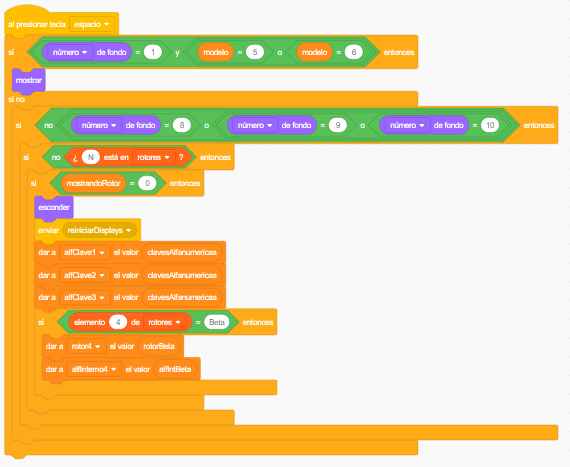 al presionar tecla espacio
si número de fondo = 1 y modelo = 5 o modelo = 6 entonces
mostrar
si no
si no número de fondo = 8 o número de fondo = 9 o número de fondo = 10 entonces
si no ¿ N está en rotores ? entonces
si mostrandoRotor = 0 entonces
esconder
enviar reiniciarDisplays
dar a alfClave1 el valor clavesAlfanumericas
dar a alfClave2 el valor clavesAlfanumericas
dar a alfClave3 el valor clavesAlfanumericas
si elemento 4 de rotores = Beta entonces
dar a rotor4 el valor rotorBeta
dar a alfInterno4 el valor alfIntBeta